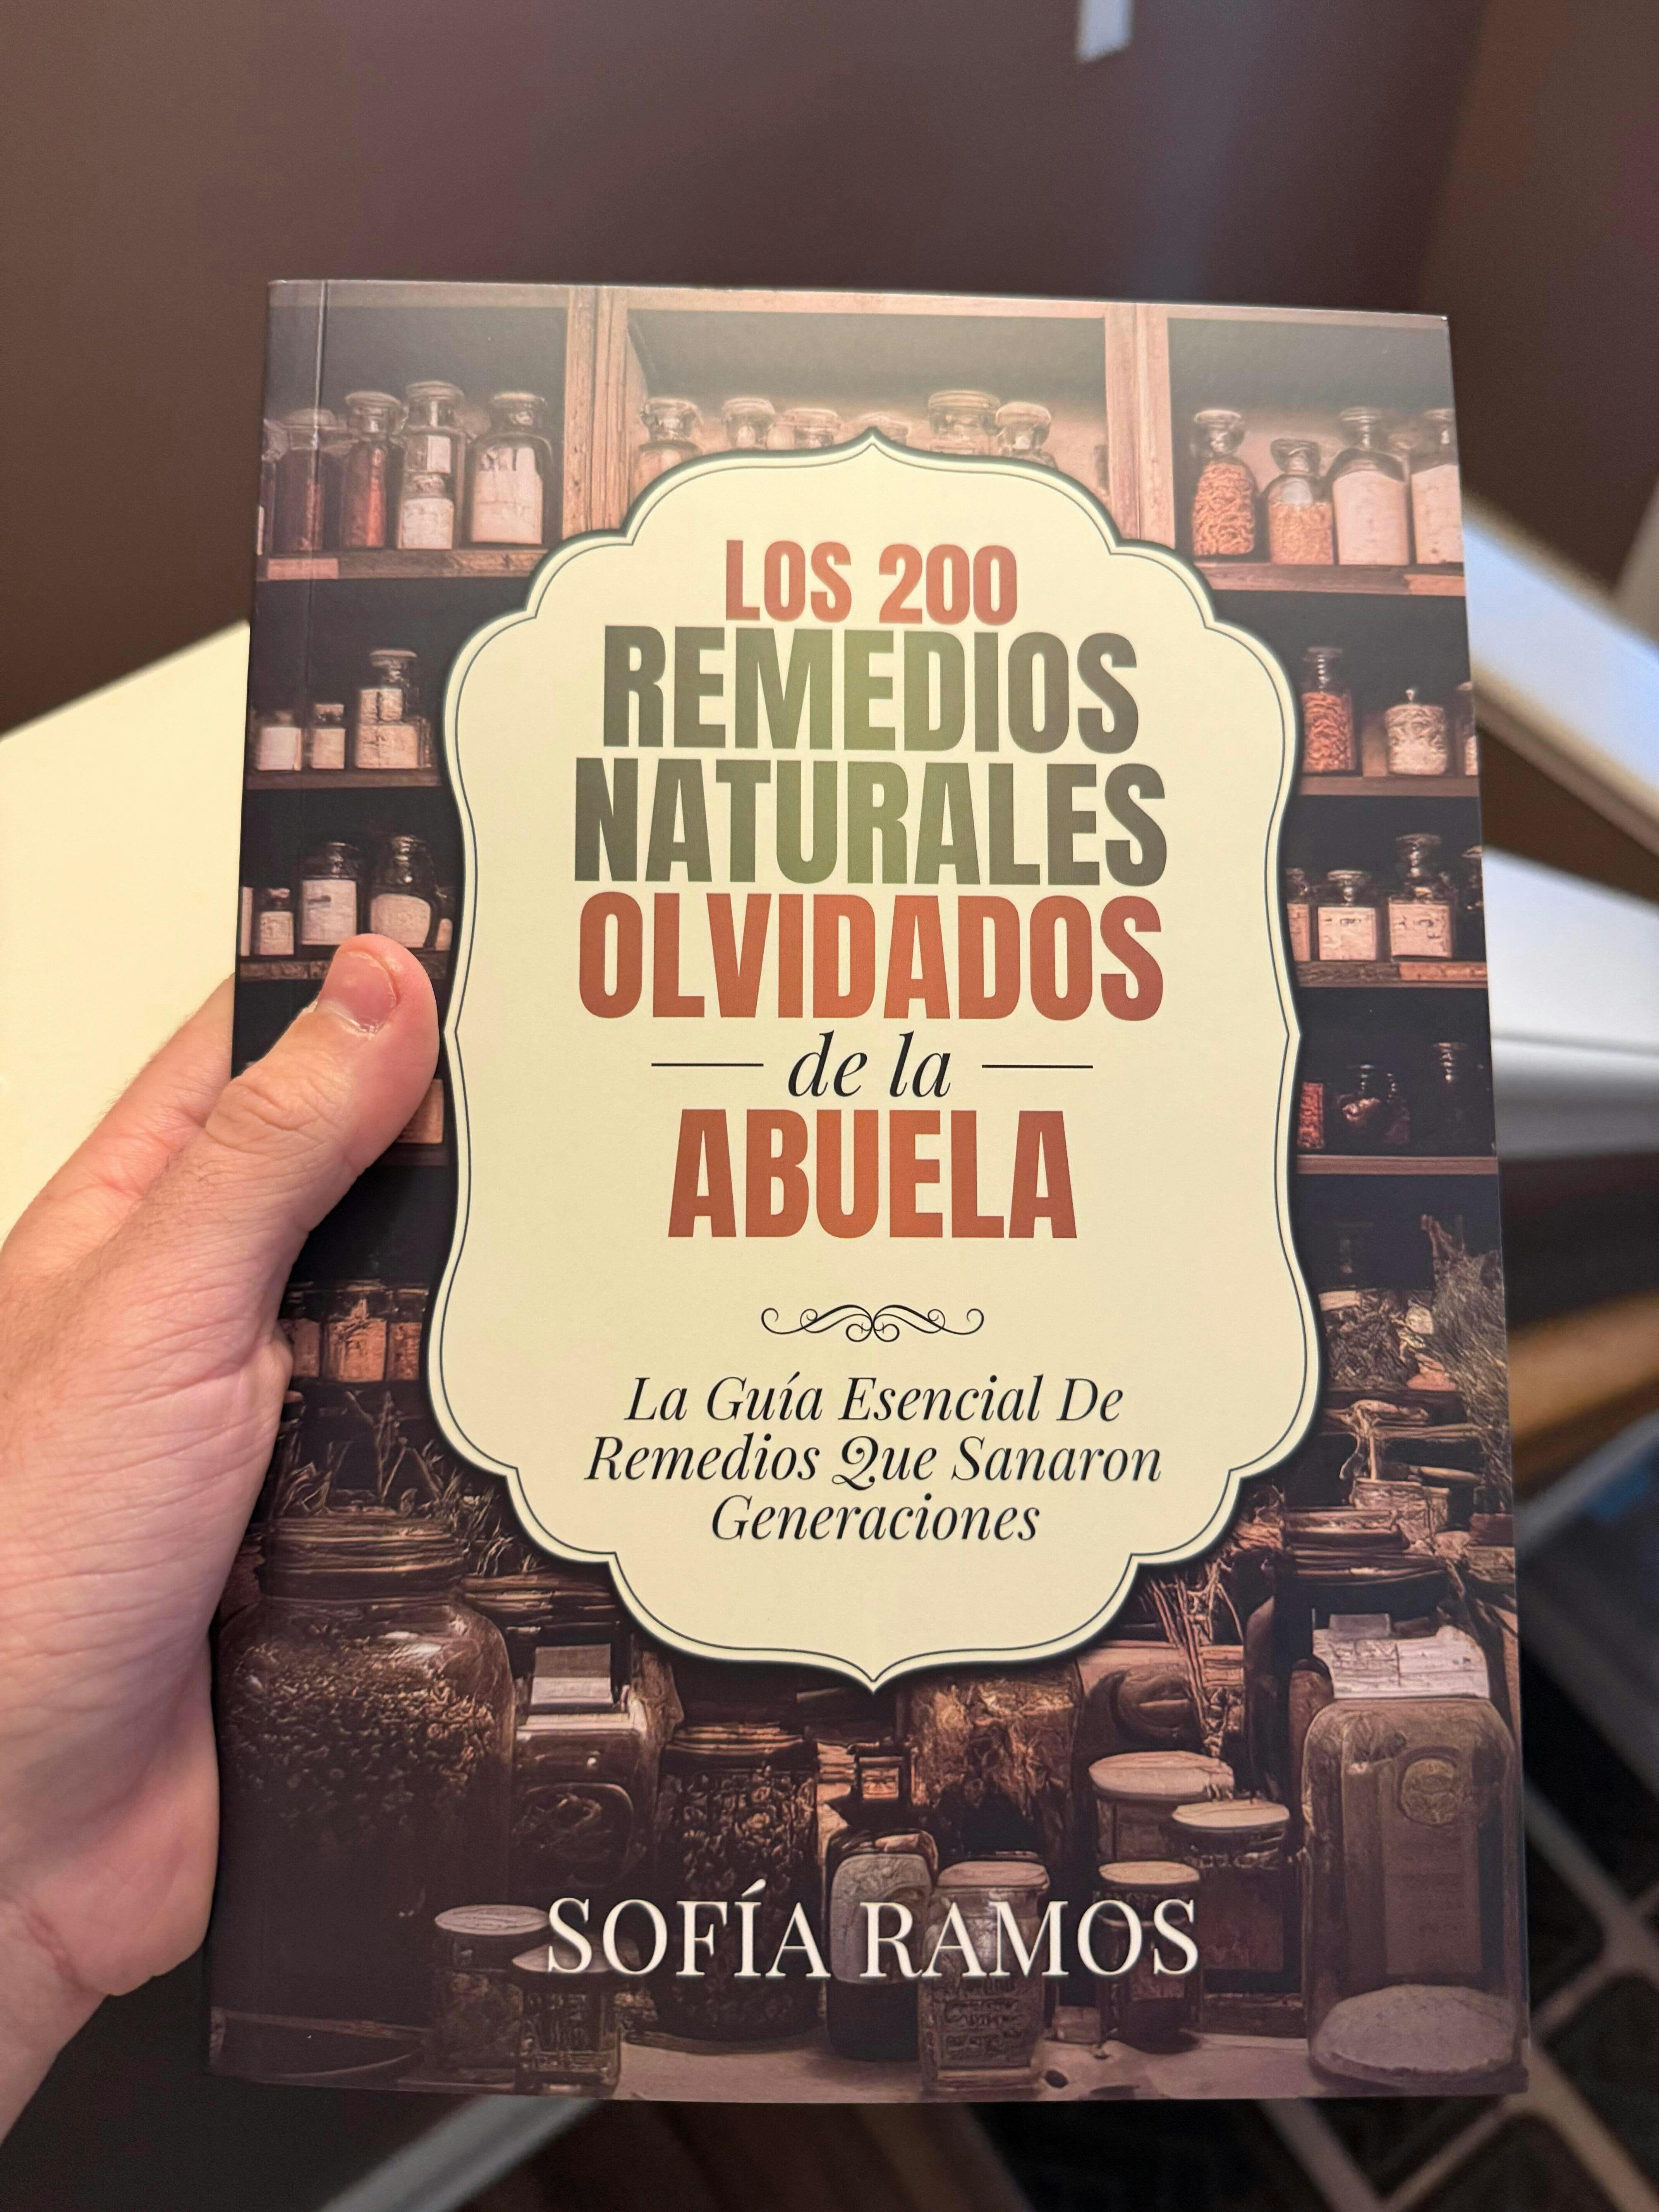 LOS 200
REMEDIOS
NATURALES
OLVIDADOS
de la
ABUELA
La Guía Esencial De
Remedios Que Sanaron
Generaciones
SOFÍA RAMOS